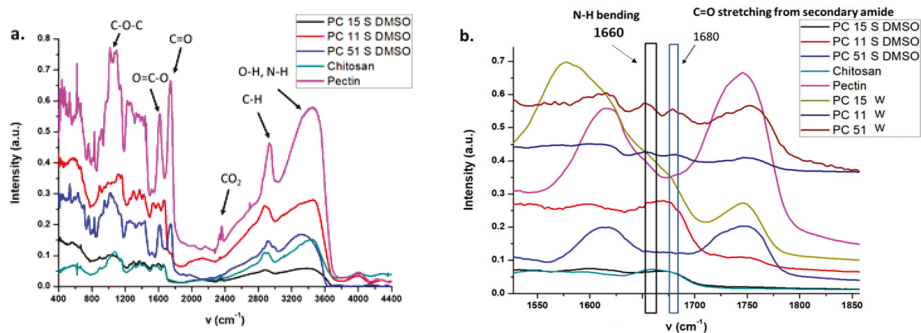 a.
C-O-C
C=O
O=C-O
O-H, N-H
C-H
CO2
PC 15 S DMSO
PC 11 S DMSO
PC 51 S DMSO
Chitosan
Pectin
Intensity (a.u.)
0.8
0.7
0.6
0.5
0.4
0.3
0.2
0.1
0.0
400 800 1200 1600 2000 2400 2800 3200 3600 4000 4400
ν (cm⁻¹)
N-H bending
C=O stretching from secondary amide
b.
1660
1680
PC 15 S DMSO
PC 11 S DMSO
PC 51 S DMSO
Chitosan
Pectin
PC 15 W
PC 11 W
PC 51 W
Intensity (a.u.)
0.7
0.6
0.5
0.4
0.3
0.2
0.1
0.0
1550 1600 1650 1700 1750 1800 1850
ν (cm⁻¹)